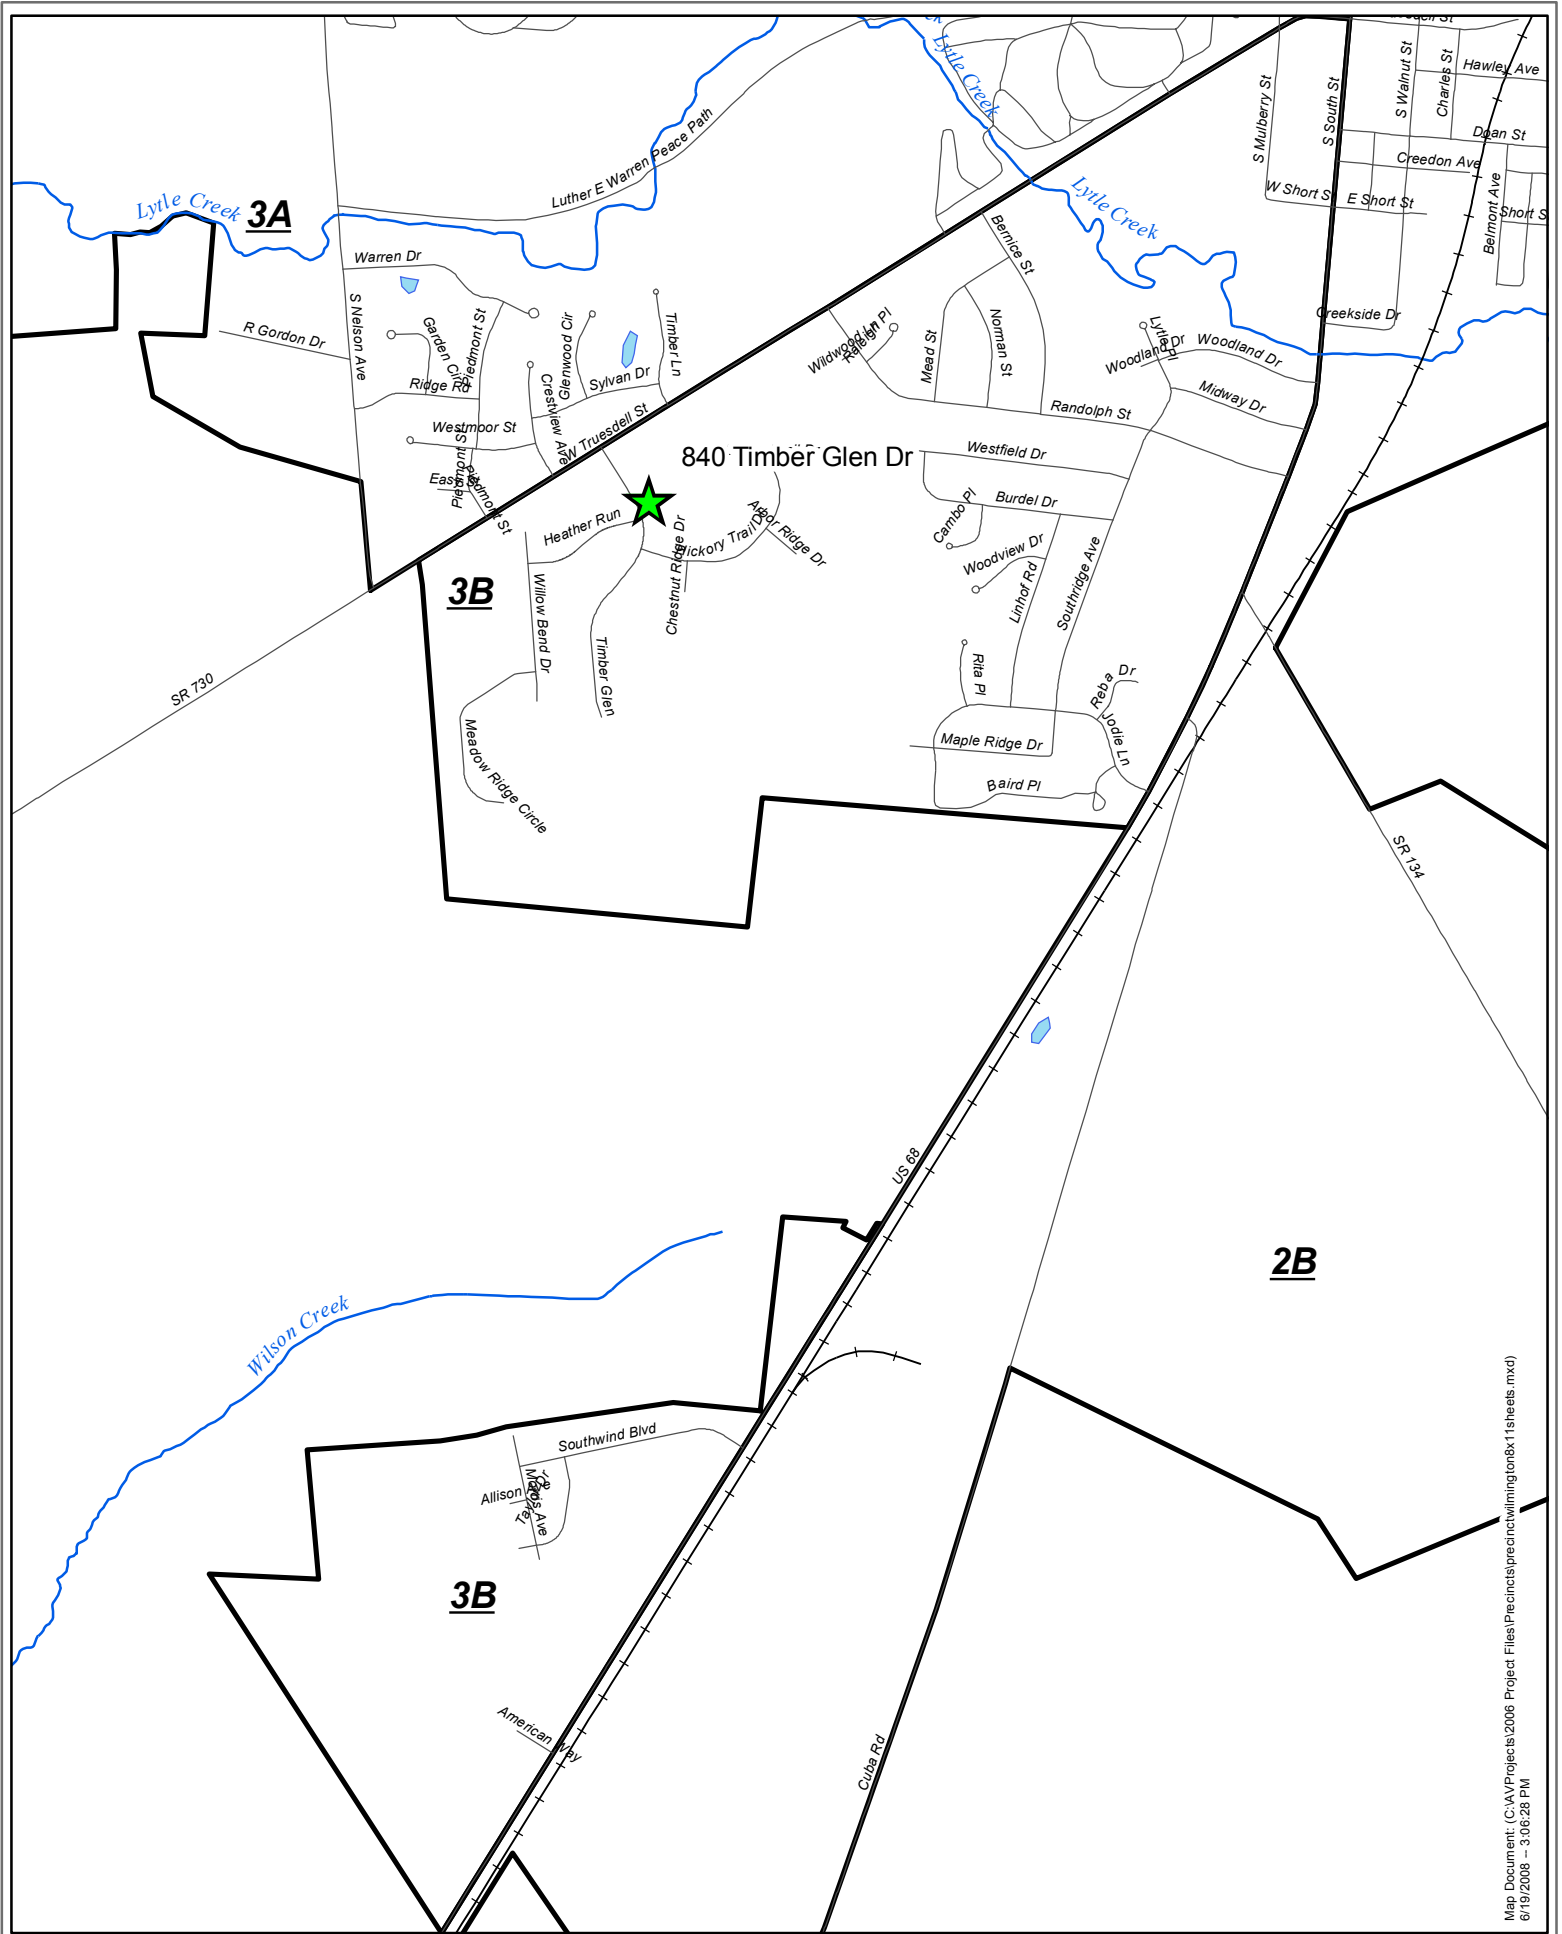 Lytle Creek
S Walnut St
Charles St
Hawley Ave
S Mulberry St
S South St
Doan St
Creedon Ave
Luther E Warren Peace Path
W Short St
E Short St
Belmont Ave
Short S
Lytle Creek
3A
Lytle Creek
Bernice St
Warren Dr
S Nelson Ave
R Gordon Dr
Garden Cir
Piedmont St
Glenwood Cir
Timber Ln
Wildwood Ln
Raleigh Pl
Mead St
Norman St
Lytle Pl
Woodland Dr
Woodland Dr
Creekside Dr
Ridge Rd
Crestview Ave
Sylvan Dr
Midway Dr
Randolph St
Westmoor St
W Truesdell St
840 Timber Glen Dr
Westfield Dr
East St
Piedmont St
Piedmont St
Heather Run
Chestnut Ridge Dr
Hickory Trail Dr
Arbor Ridge Dr
Cambo Pl
Burdel Dr
Woodview Dr
Linhof Rd
Southridge Ave
3B
Willow Bend Dr
Timber Glen
SR 730
Rita Pl
Reba Dr
Jodie Ln
Meadow Ridge Circle
Maple Ridge Dr
Baird Pl
SR 134
US 68
2B
Wilson Creek
Southwind Blvd
Allison
American Way
3B
Cuba Rd
Map Document: (C:\AVProjects\2006 Project Files\Precincts\precinctwilmington8x11sheets.mxd)
6/19/2008 -- 3:06:28 PM